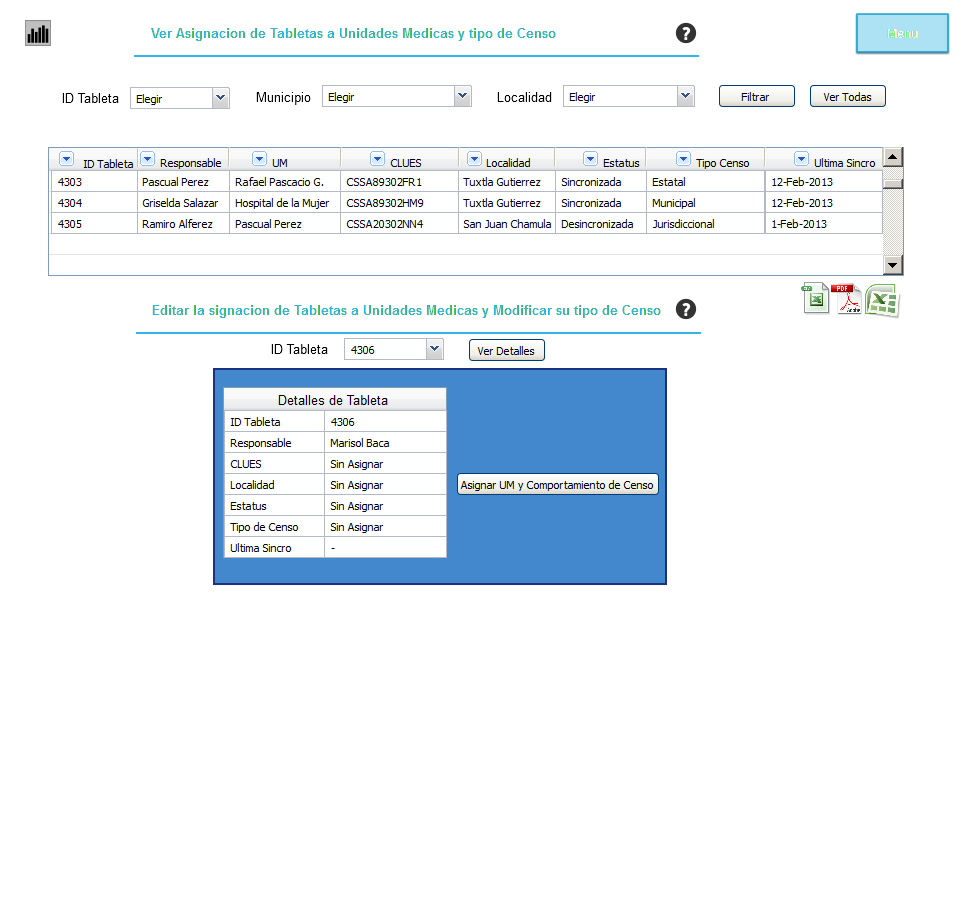 Ver Asignacion de Tabletas a Unidades Medicas y tipo de Censo ?
Menu
ID Tableta Elegir Municipio Elegir Localidad Elegir Filtrar Ver Todas
ID Tableta Responsable UM CLUES Localidad Estatus Tipo Censo Ultima Sincro
4303 Pascual Perez Rafael Pascacio G. CSSA89302FR1 Tuxtla Gutierrez Sincronizada Estatal 12-Feb-2013
4304 Griselda Salazar Hospital de la Mujer CSSA89302HM9 Tuxtla Gutierrez Sincronizada Municipal 12-Feb-2013
4305 Ramiro Alferez Pascual Perez CSSA20302NN4 San Juan Chamula Desincronizada Jurisdiccional 1-Feb-2013
PDF
Adobe
Editar la signacion de Tabletas a Unidades Medicas y Modificar su tipo de Censo ?
ID Tableta 4306 Ver Detalles
Detalles de Tableta
ID Tableta 4306
Responsable Marisol Baca
CLUES Sin Asignar
Localidad Sin Asignar
Estatus Sin Asignar
Tipo de Censo Sin Asignar
Ultima Sincro -
Asignar UM y Comportamiento de Censo